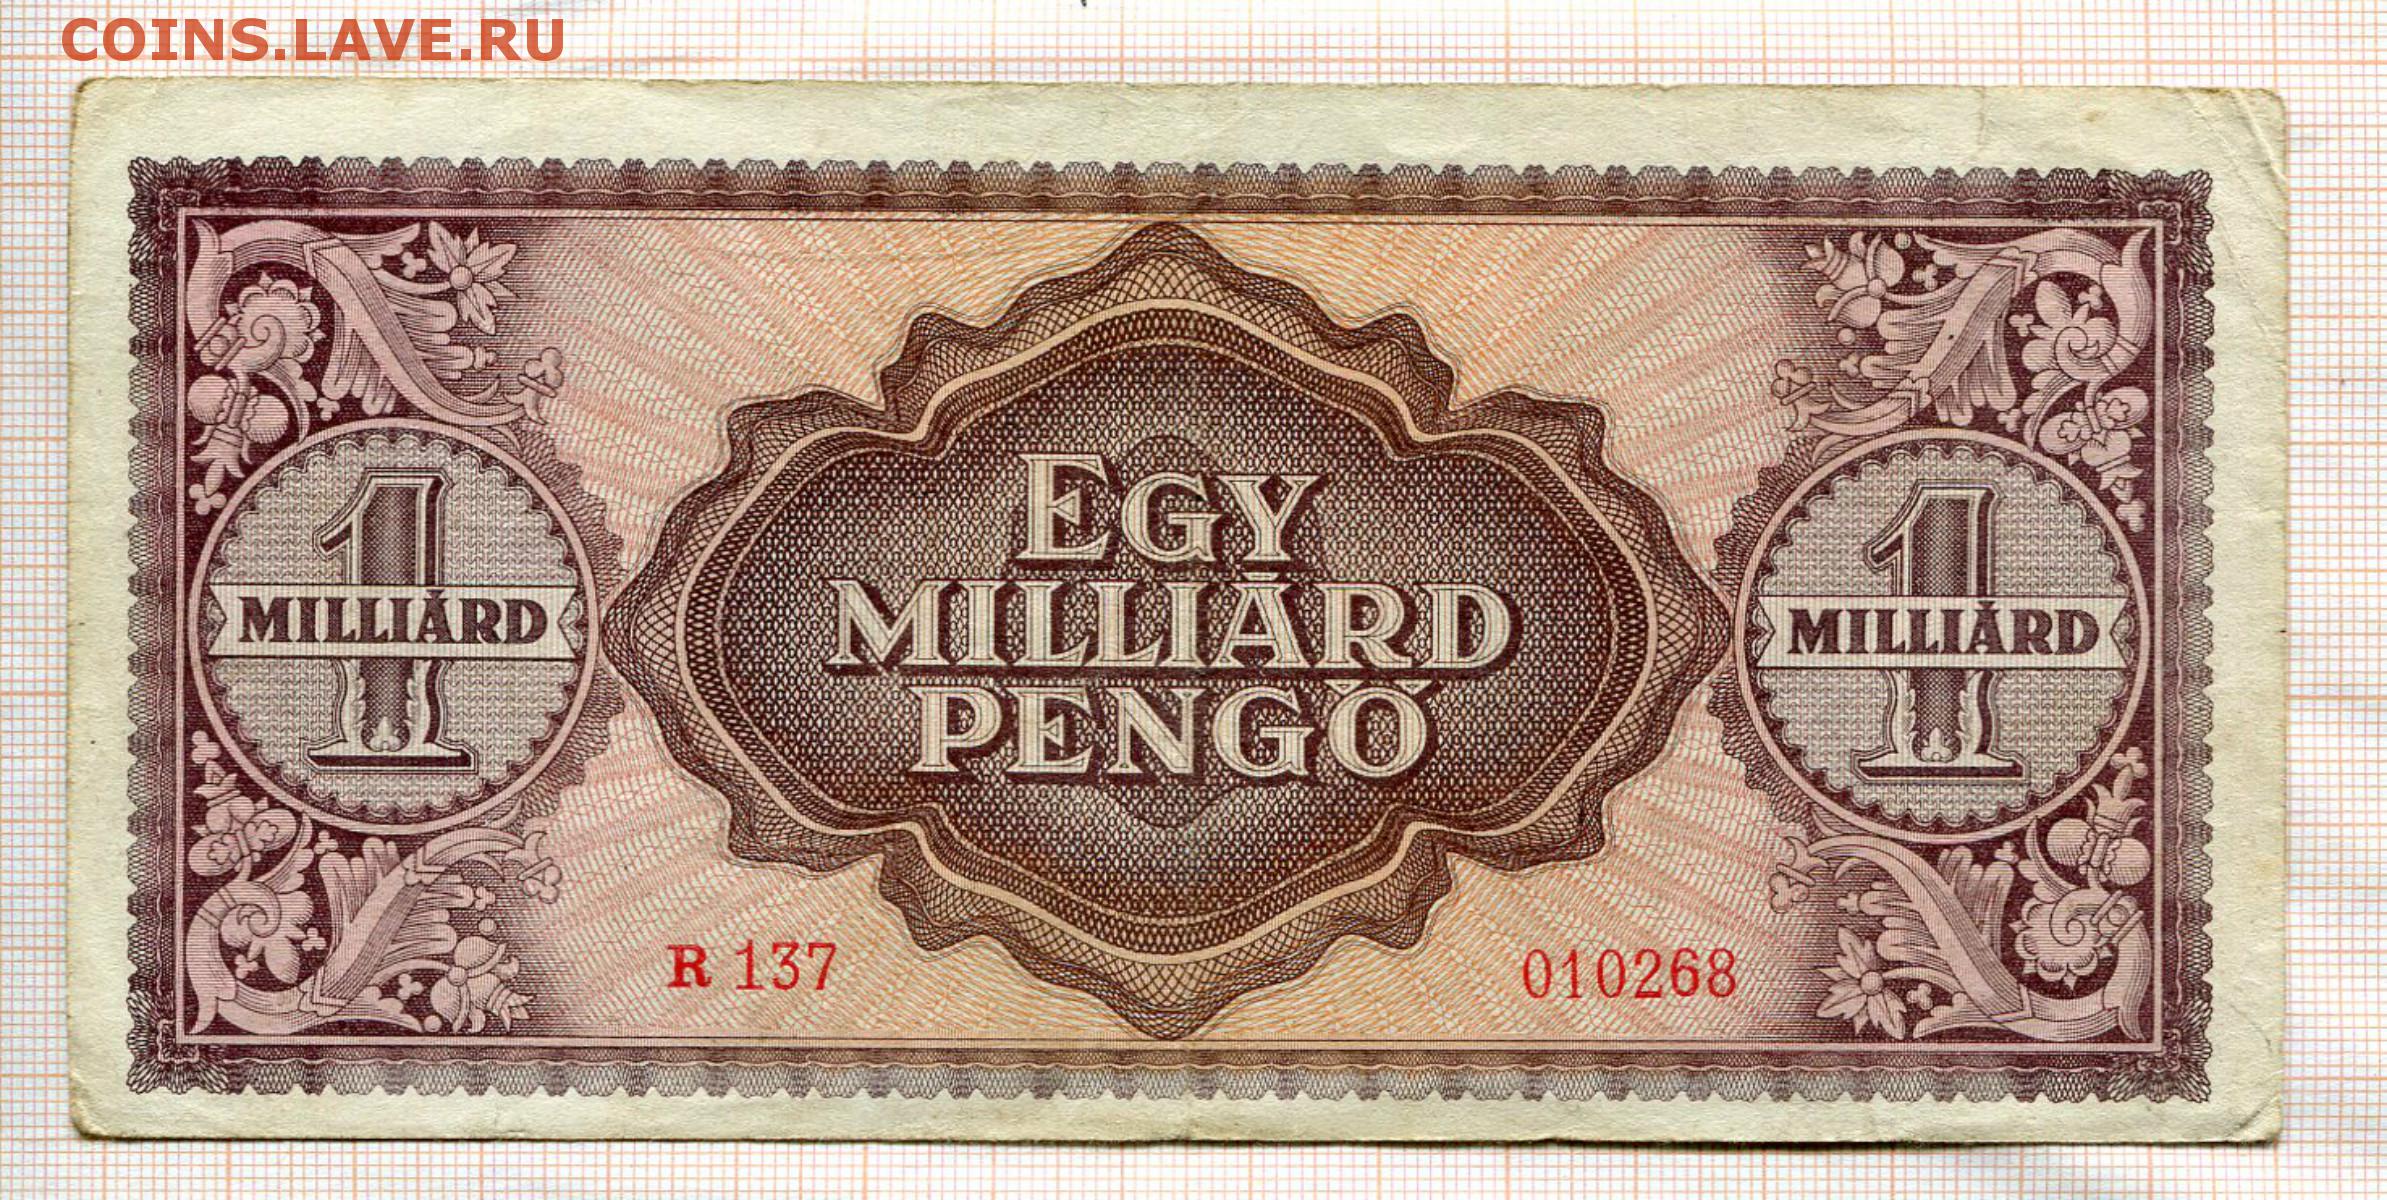 COINS.LAVE.RU
EGY
MILLIÁRD
PENGŐ
1
MILLIÁRD
1
MILLIÁRD
R 137
010268